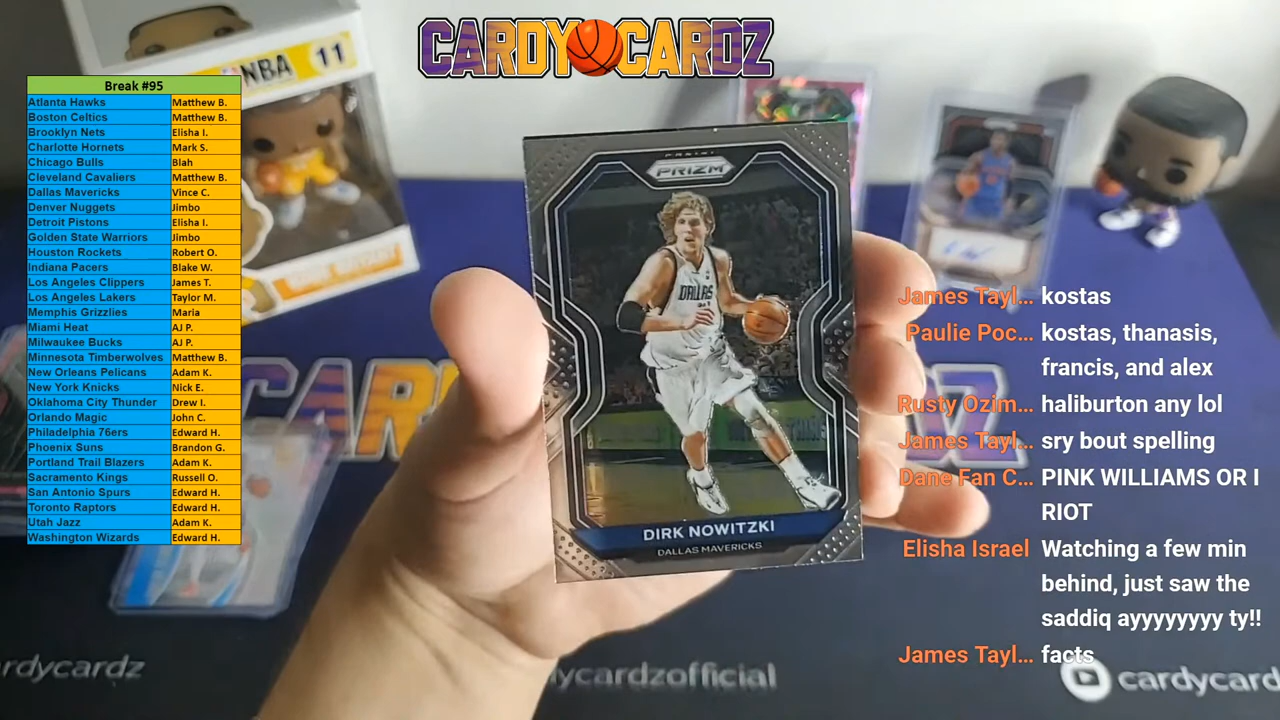 CARDY CARDZ
NBA 11
Break #95
Atlanta Hawks Matthew B.
Boston Celtics Matthew B.
Brooklyn Nets Elisha I.
Charlotte Hornets Mark S.
Chicago Bulls Blah
Cleveland Cavaliers Matthew B.
Dallas Mavericks Vince C.
Denver Nuggets Jimbo
Detroit Pistons Elisha I.
Golden State Warriors Jimbo
Houston Rockets Robert O.
Indiana Pacers Blake W.
Los Angeles Clippers James T.
Los Angeles Lakers Taylor M.
Memphis Grizzlies Maria
Miami Heat AJ P.
Milwaukee Bucks AJ P.
Minnesota Timberwolves Matthew B.
New Orleans Pelicans Adam K.
New York Knicks Nick E.
Oklahoma City Thunder Drew I.
Orlando Magic John C.
Philadelphia 76ers Edward H.
Phoenix Suns Brandon G.
Portland Trail Blazers Adam K.
Sacramento Kings Russell O.
San Antonio Spurs Edward H.
Toronto Raptors Edward H.
Utah Jazz Adam K.
Washington Wizards Edward H.
PANINI
PRIZM
DALLAS
DIRK NOWITZKI
DALLAS MAVERICKS
James Tayl... kostas
Paulie Poc... kostas, thanasis,
francis, and alex
Rusty Ozim... haliburton any lol
James Tayl... sry bout spelling
Dane Fan C... PINK WILLIAMS OR I
RIOT
Elisha Israel Watching a few min
behind, just saw the
saddiq ayyyyyyyy ty!!
James Tayl... facts
rdycardz
ycardzofficial
cardycard